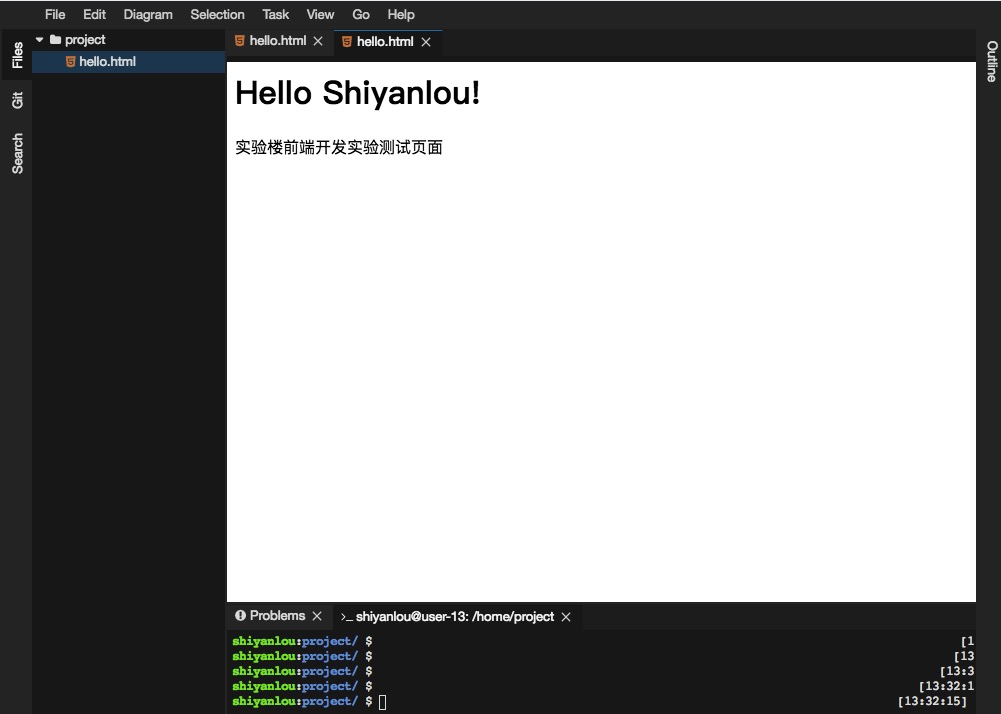 File Edit Diagram Selection Task View Go Help
Files
Git
Search
project
hello.html
hello.html hello.html
Hello Shiyanlou!
实验楼前端开发实验测试页面
Outline
Problems >_ shiyanlou@user-13: /home/project
shiyanlou:project/ $ [1
shiyanlou:project/ $ [13
shiyanlou:project/ $ [13:3
shiyanlou:project/ $ [13:32:1
shiyanlou:project/ $ [13:32:15]